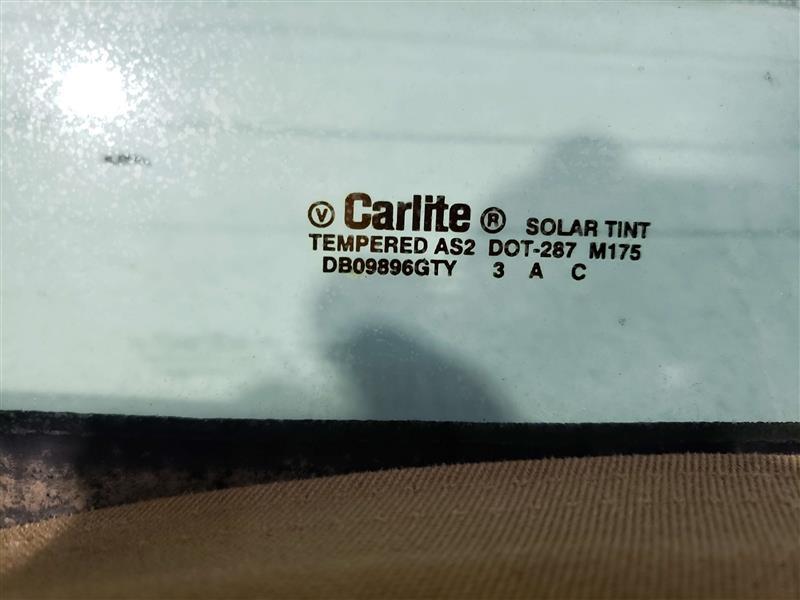 V Carlite ® SOLAR TINT
TEMPERED AS2 DOT-287 M175
DB09896GTY 3 A C